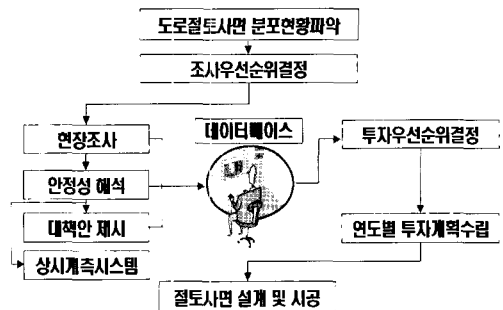 도로절토사면 분포현황파악
조사우선순위결정
현장조사
데이터베이스
투자우선순위결정
안정성 해석
대책안 제시
연도별 투자계획수립
상시계측시스템
절토사면 설계 및 시공